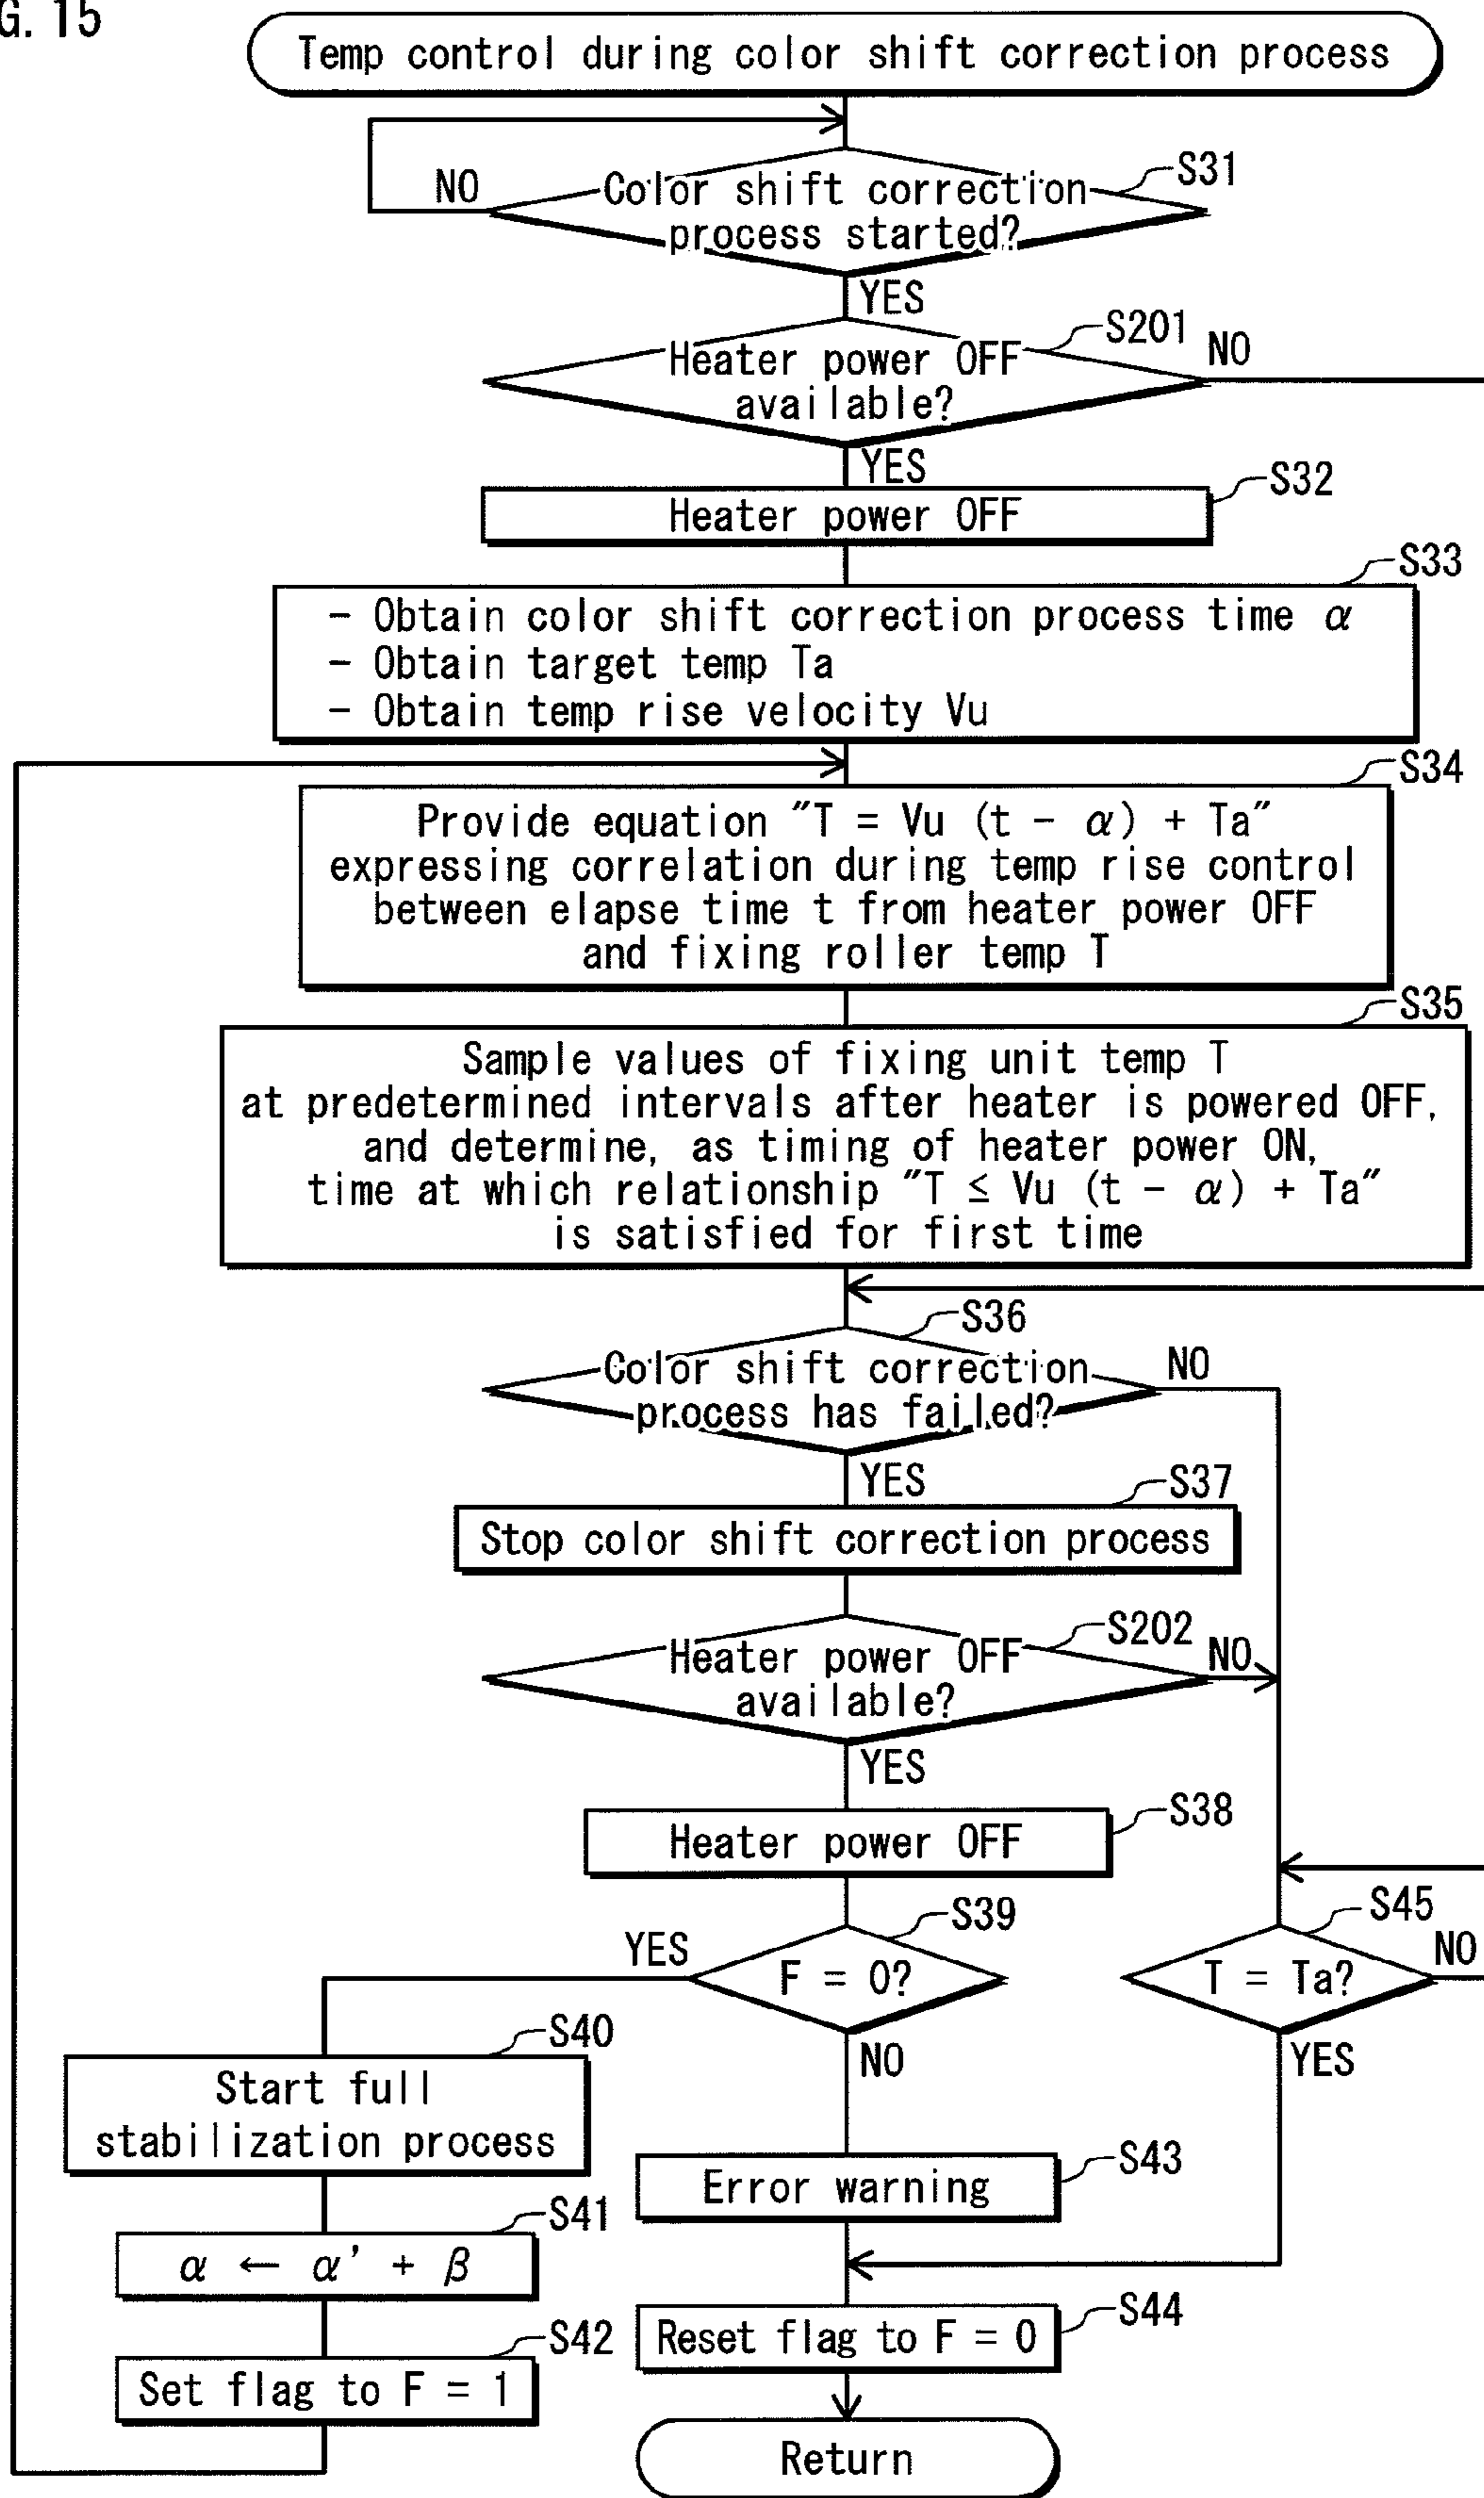 G. 15
Temp control during color shift correction process
NO
Color shift correction
process started?
S31
YES
Heater power OFF
available?
S201
NO
YES
Heater power OFF
S32
S33
- Obtain color shift correction process time α
- Obtain target temp Ta
- Obtain temp rise velocity Vu
S34
Provide equation "T = Vu (t - α) + Ta"
expressing correlation during temp rise control
between elapse time t from heater power OFF
and fixing roller temp T
S35
Sample values of fixing unit temp T
at predetermined intervals after heater is powered OFF,
and determine, as timing of heater power ON,
time at which relationship "T ≤ Vu (t - α) + Ta"
is satisfied for first time
S36
Color shift correction
process has failed?
NO
YES
S37
Stop color shift correction process
Heater power OFF
available?
S202
NO
YES
Heater power OFF
S38
S39
YES
F = 0?
NO
S45
T = Ta?
NO
YES
S40
Start full
stabilization process
S43
Error warning
S41
α ← α' + β
S44
Reset flag to F = 0
S42
Set flag to F = 1
Return